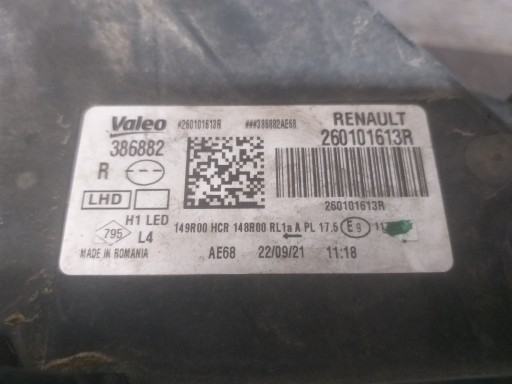 Valeo #260101613R ###386882AE68 RENAULT
386882 260101613R
R
LHD 260101613R
H1 LED 149R00 HCR 148R00 RL1a A PL 17.5 E9
795 L4
MADE IN ROMANIA AE68 22/09/21 11:18